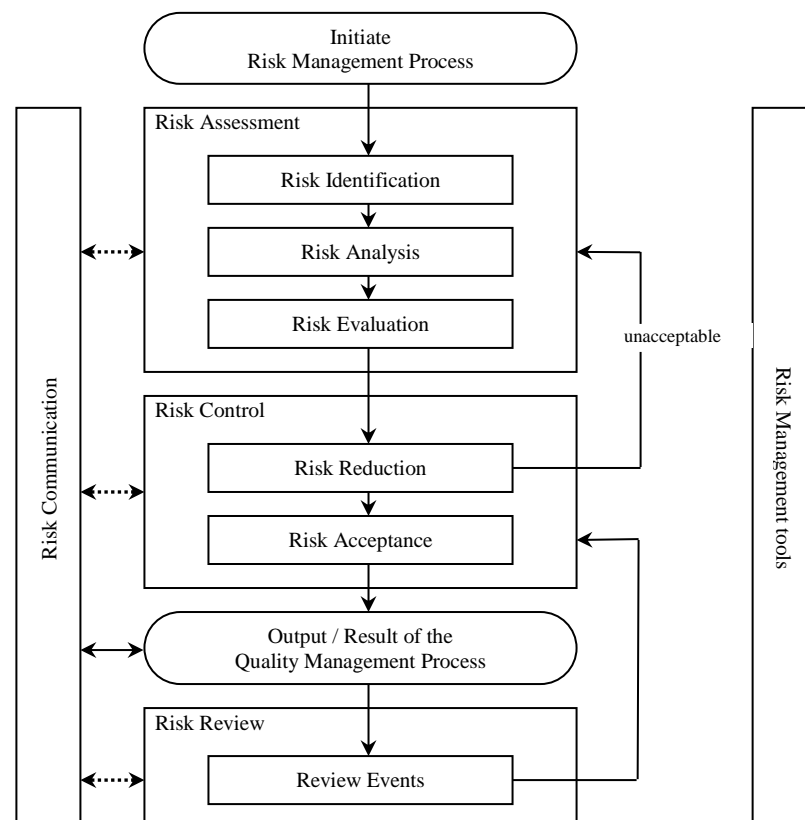 Initiate
Risk Management Process
Risk Assessment
Risk Identification
Risk Analysis
Risk Evaluation
unacceptable
Risk Communication
Risk Management tools
Risk Control
Risk Reduction
Risk Acceptance
Output / Result of the
Quality Management Process
Risk Review
Review Events